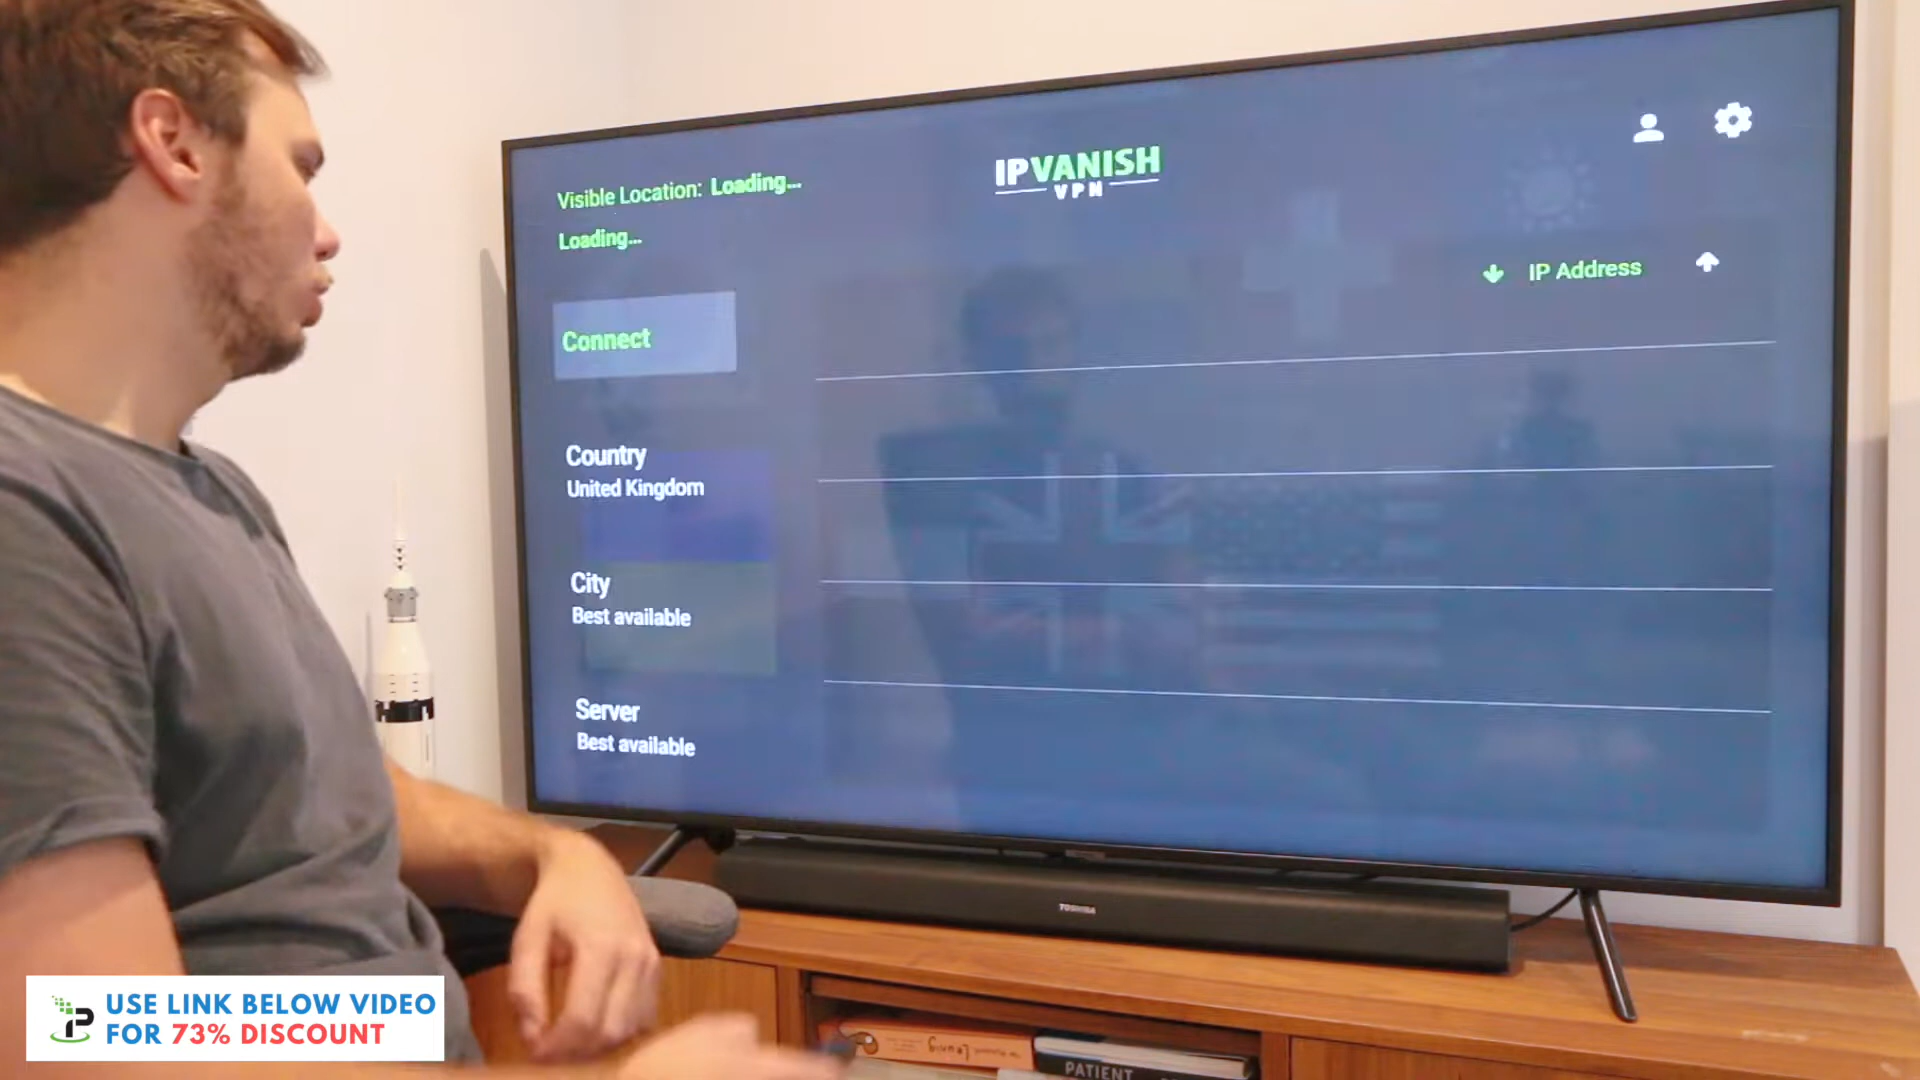 Visible Location: Loading...
Loading...
IPVANISH
VPN
IP Address
Connect
Country
United Kingdom
City
Best available
Server
Best available
TOSHIBA
USE LINK BELOW VIDEO
FOR 73% DISCOUNT
PATIENT